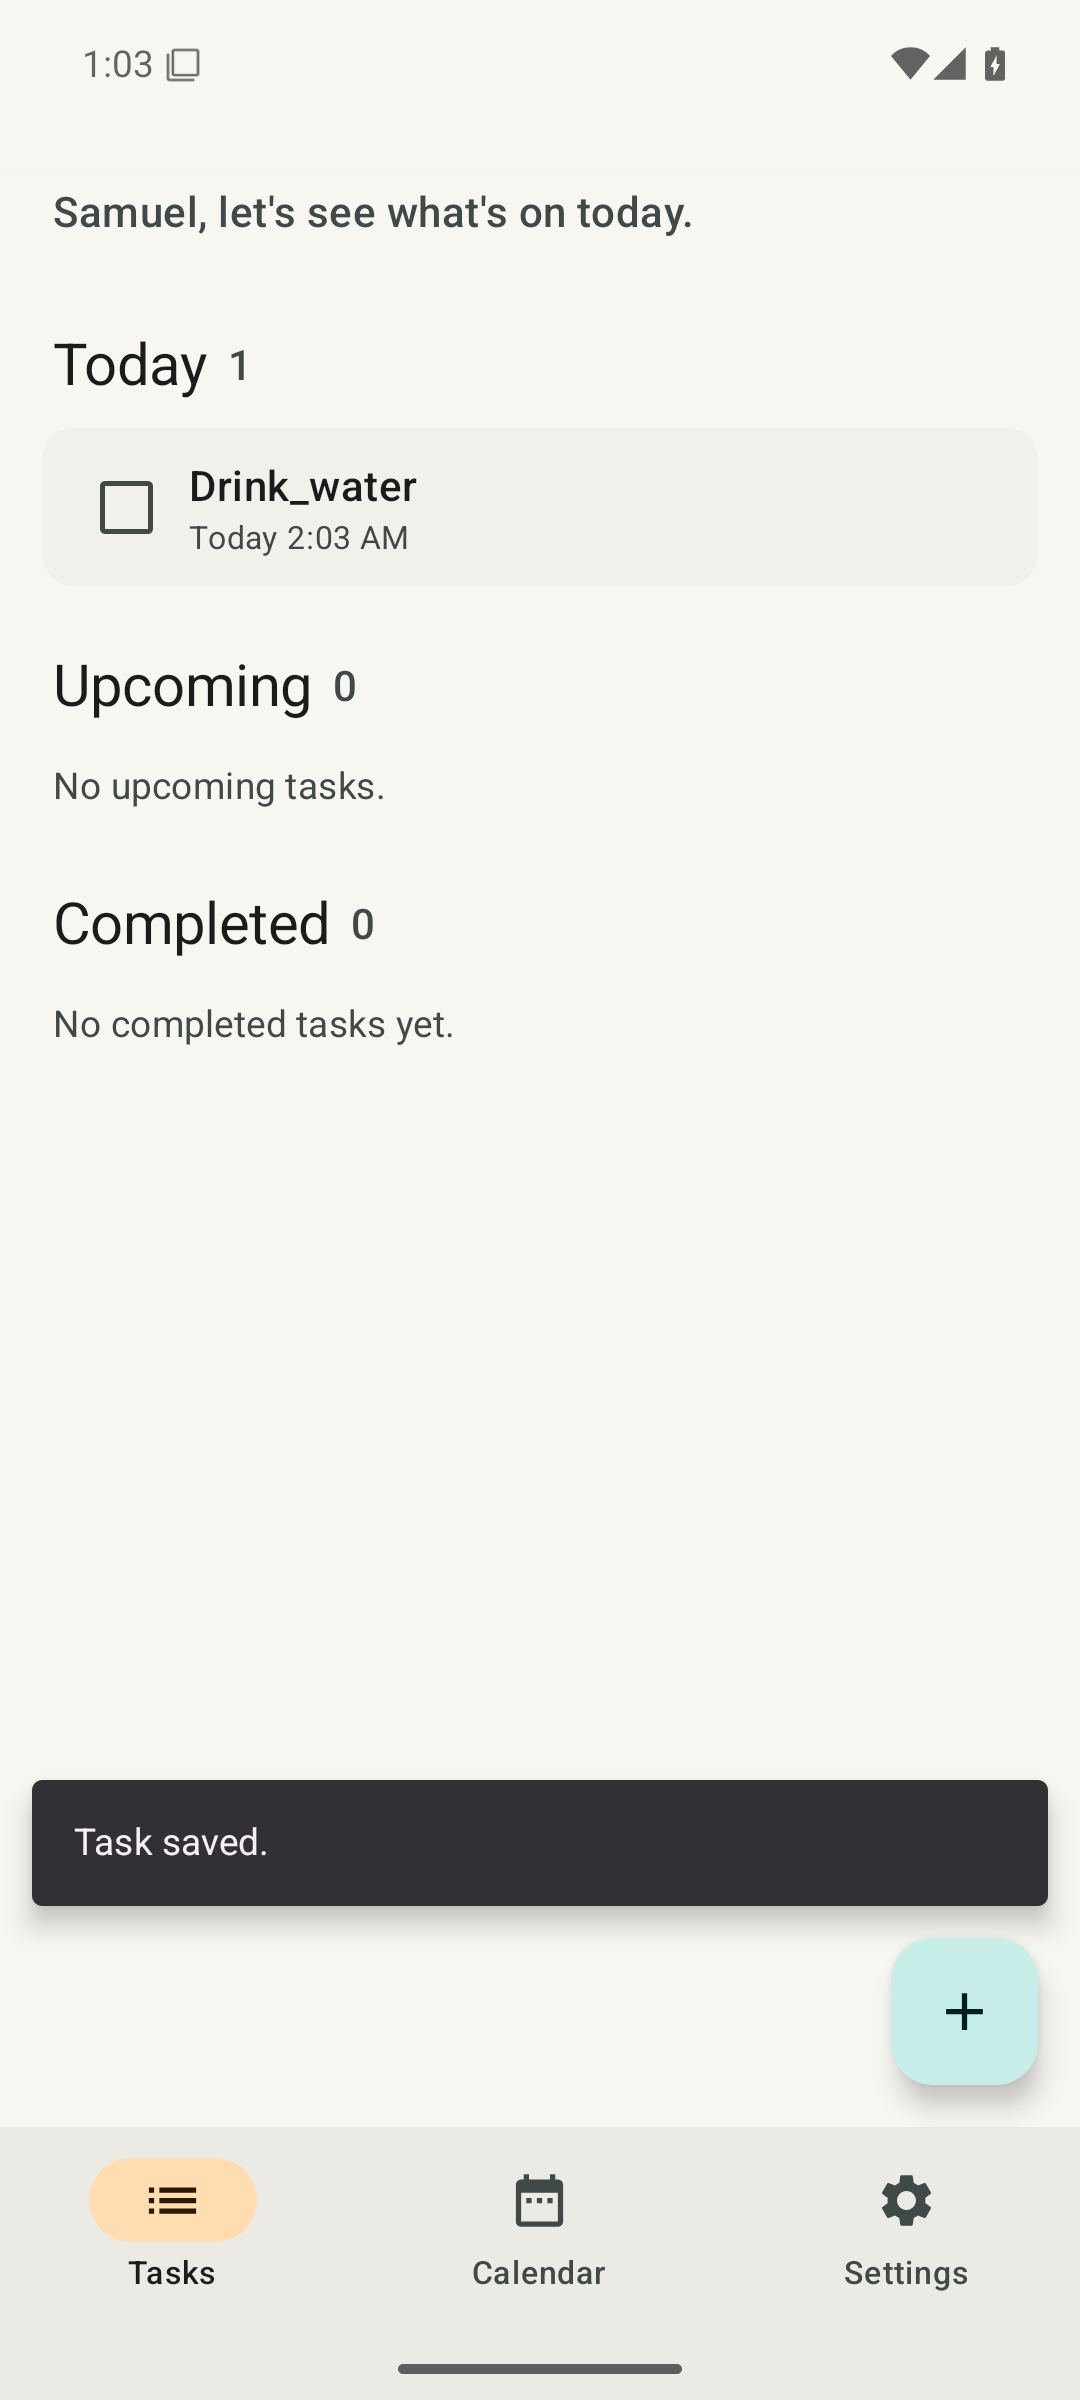 1:03
Samuel, let's see what's on today.
Today 1
Drink_water
Today 2:03 AM
Upcoming 0
No upcoming tasks.
Completed 0
No completed tasks yet.
Task saved.
Tasks
Calendar
Settings